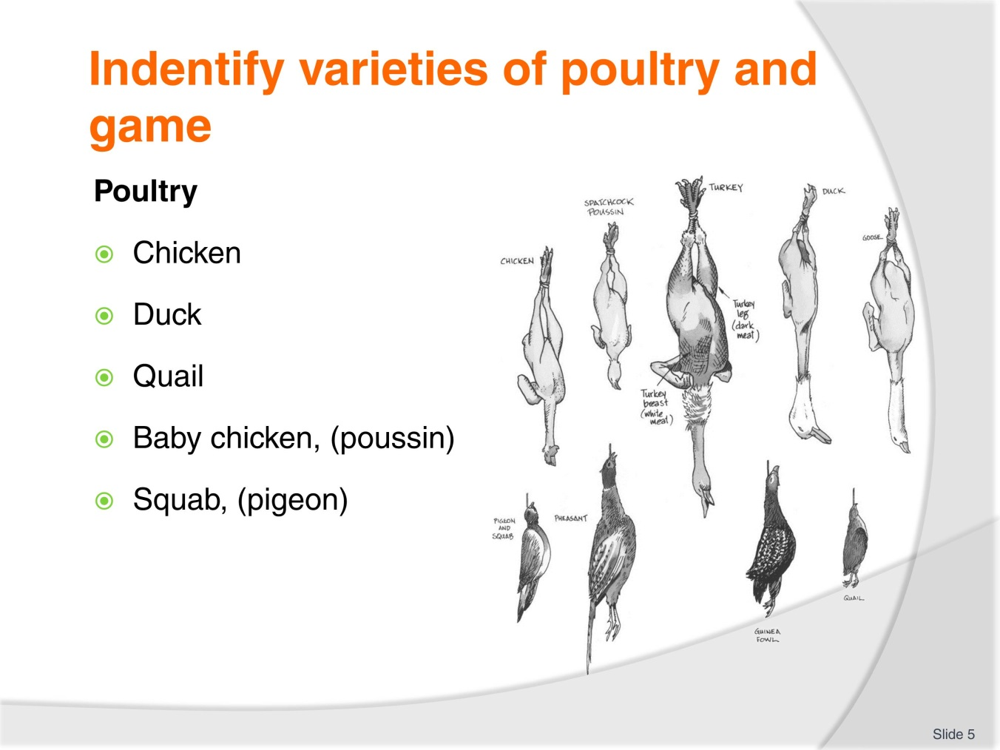 Indentify varieties of poultry and
game
Poultry
Chicken
Duck
Quail
Baby chicken, (poussin)
Squab, (pigeon)
TURKEY
DUCK
SPATCHCOCK
POUSSIN
GOOSE
CHICKEN
Turkey
leg
(dark
meat)
Turkey
breast
(white
meat)
PIGEON
AND
SQUAB
PHEASANT
QUAIL
GUINEA
FOWL
Slide 5